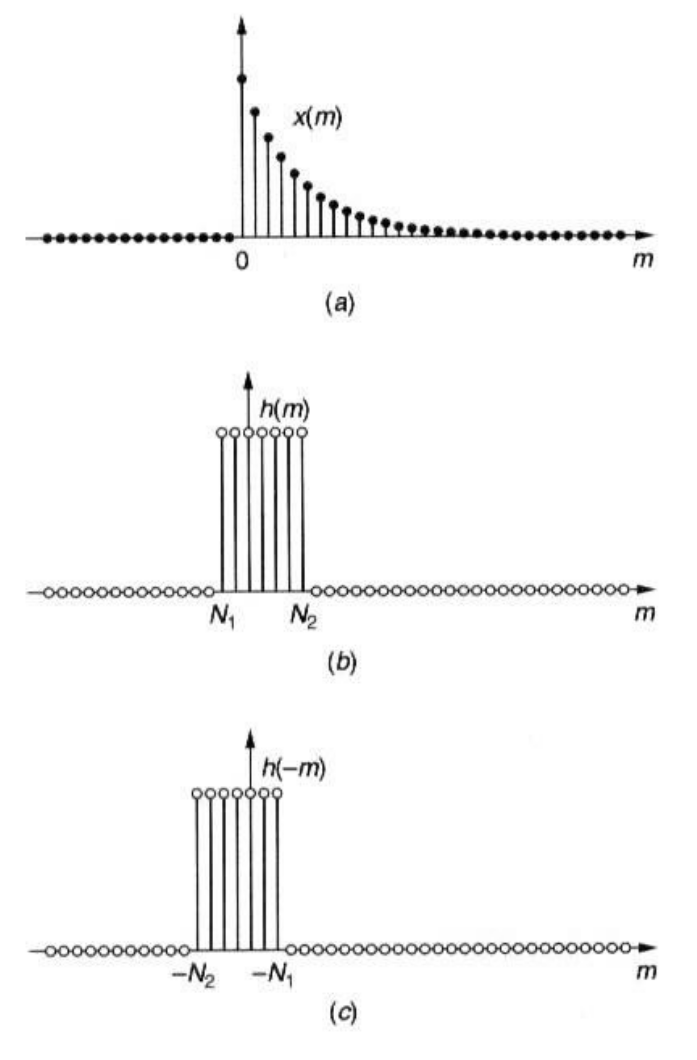 x(m)
0
m
(a)
h(m)
N₁ N₂
m
(b)
h(−m)
−N₂ −N₁
m
(c)